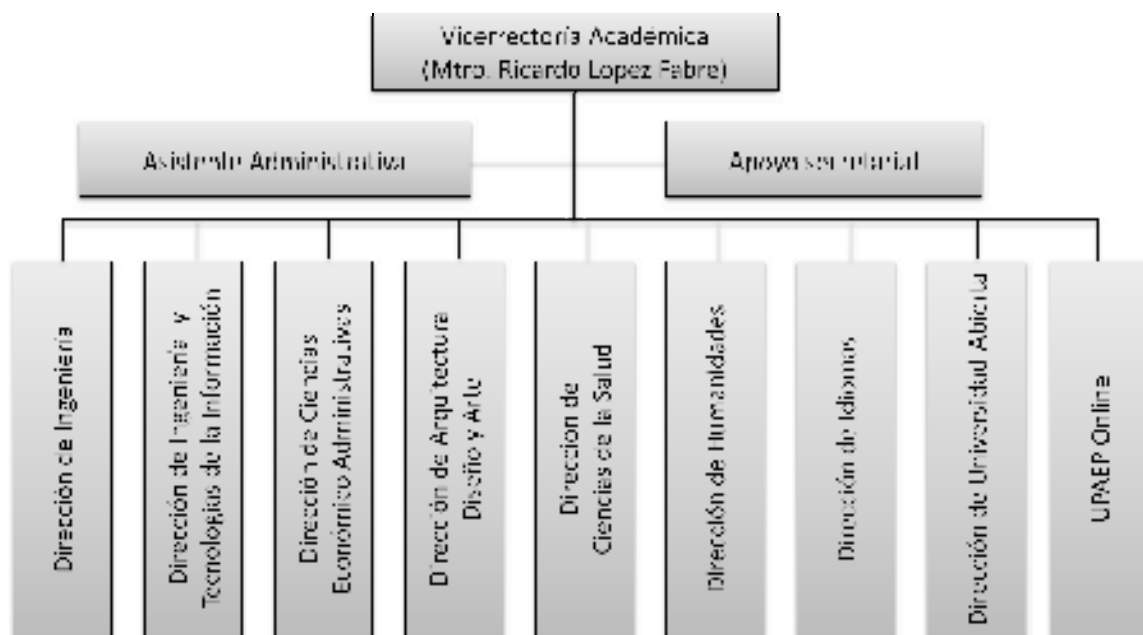 Vicerrectoría Académica
(Mtro. Ricardo Lopez Fabre)
Asistente Administrativa
Apoyo secretarial
Dirección de Ingeniería
Dirección de Ingeniería y
Tecnologías de la Información
Dirección de Ciencias
Económico Administrativas
Dirección de Arquitectura
Diseño y Arte
Dirección de
Ciencias de la Salud
Dirección de Humanidades
Dirección de Idiomas
Dirección de Universidad Abierta
UPAEP Online